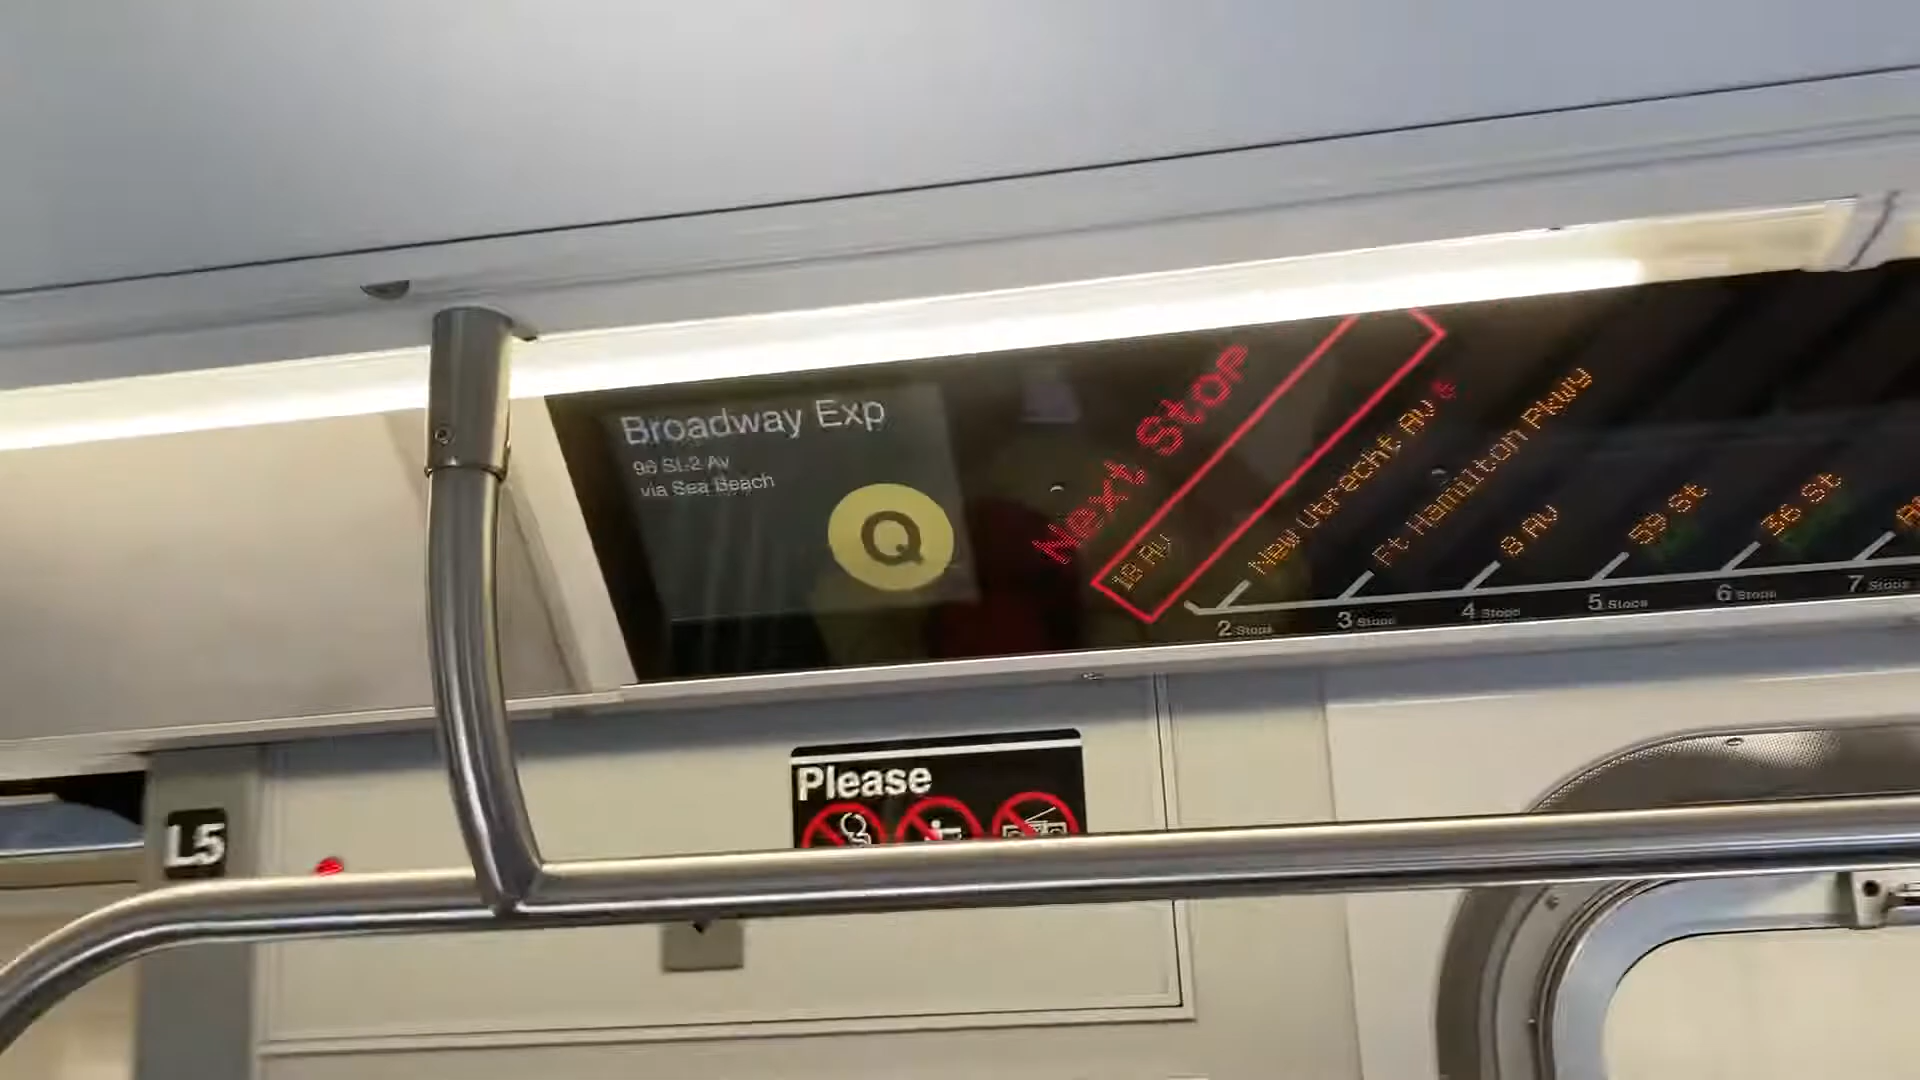 Broadway Exp
96 St-2 Av
via Sea Beach
Q
Next Stop
18 Av
New Utrecht Av
Ft Hamilton Pkwy
8 Av
59 St
36 St
2 Stops
3 Stops
4 Stops
5 Stops
6 Stops
7 Stops
Please
L5